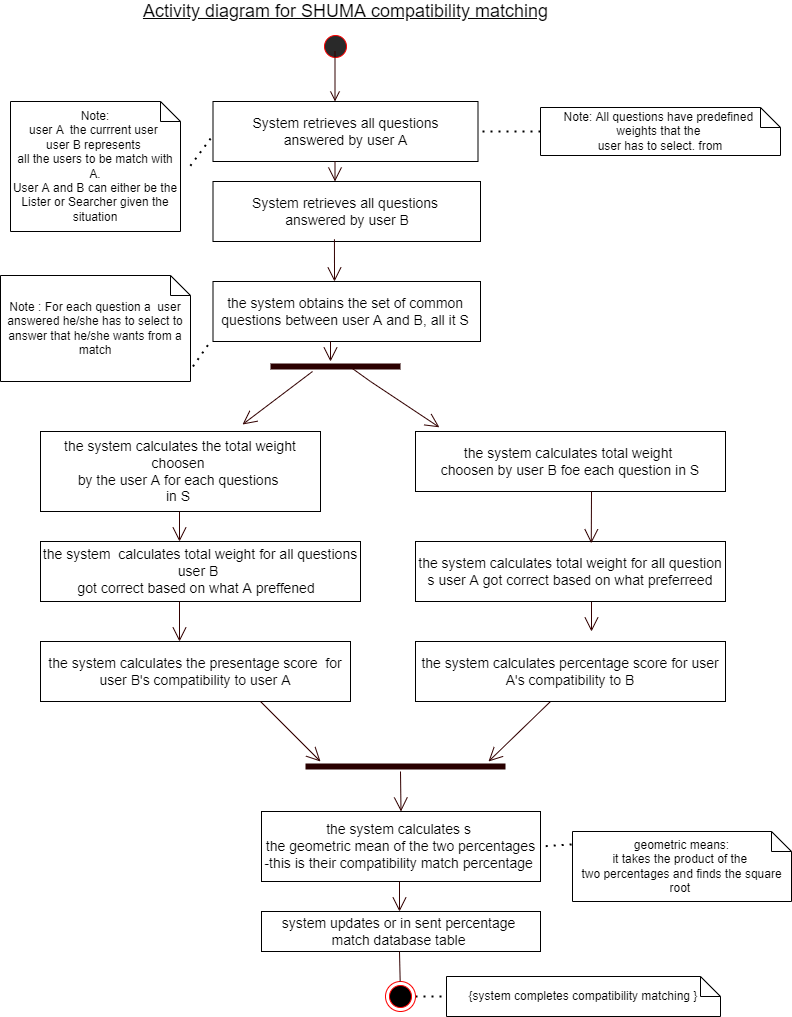 Activity diagram for SHUMA compatibility matching
Note:
user A  the currrent user
user B represents
all the users to be match with
A.
User A and B can either be the
Lister or Searcher given the
situation
System retrieves all questions
answered by user A
Note: All questions have predefined
weights that the
user has to select. from
System retrieves all questions
answered by user B
Note : For each question a  user
answered he/she has to select to
answer that he/she wants from a
match
the system obtains the set of common
questions between user A and B, all it S
the system calculates the total weight
choosen
by the user A for each questions
in S
the system calculates total weight
choosen by user B foe each question in S
the system  calculates total weight for all questions
user B
got correct based on what A preffened
the system calculates total weight for all question
s user A got correct based on what preferreed
the system calculates the presentage score  for
user B's compatibility to user A
the system calculates percentage score for user
A's compatibility to B
the system calculates s
the geometric mean of the two percentages
-this is their compatibility match percentage
geometric means:
it takes the product of the
two percentages and finds the square
root
system updates or in sent percentage
match database table
{system completes compatibility matching }